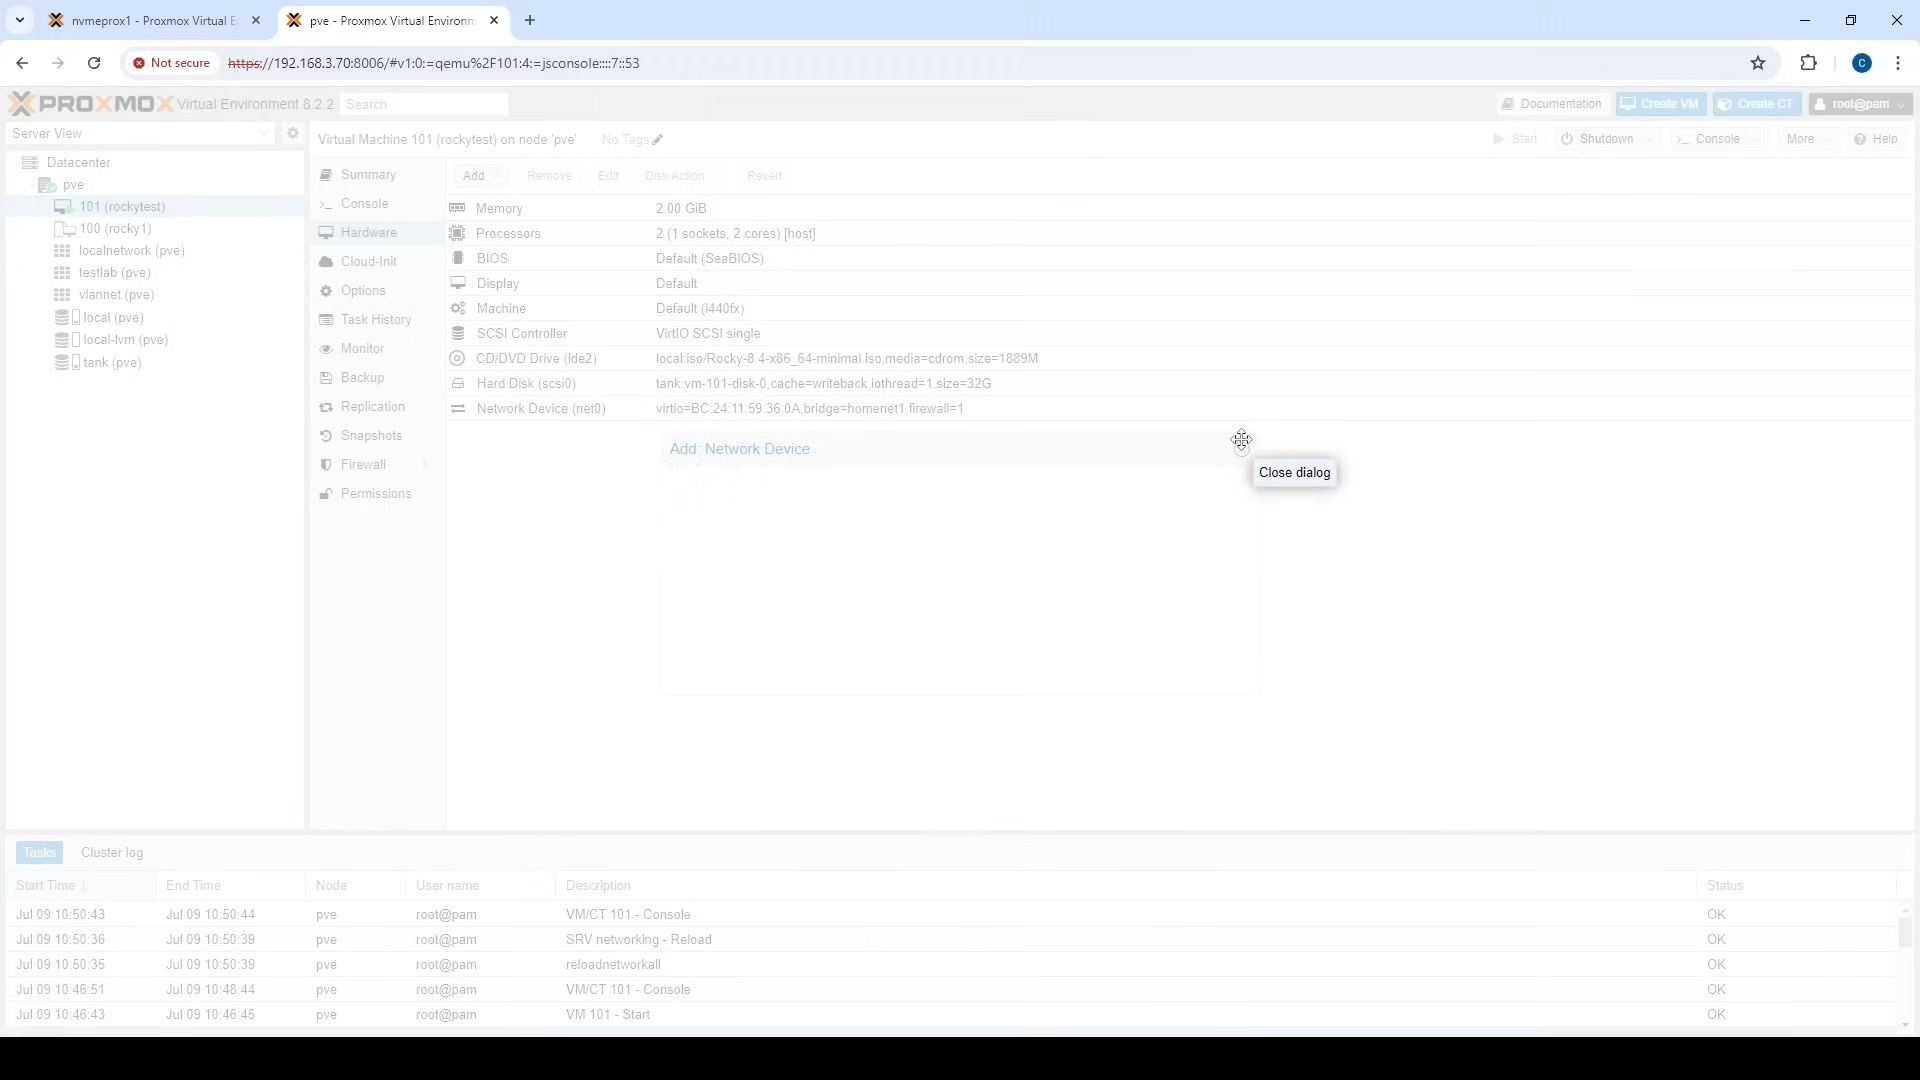 nvmeprox1 - Proxmox Virtual E
pve - Proxmox Virtual Environm
Not secure
https://192.168.3.70:8006/#v1:0:=qemu%2F101:4:=jsconsole::::7::53
C
PROXMOX Virtual Environment 8.2.2
Search
Documentation
Create VM
Create CT
root@pam
Server View
Virtual Machine 101 (rockytest) on node 'pve'
No Tags
Start
Shutdown
Console
More
Help
Datacenter
pve
101 (rockytest)
100 (rocky1)
localnetwork (pve)
testlab (pve)
vlannet (pve)
local (pve)
local-lvm (pve)
tank (pve)
Summary
Console
Hardware
Cloud-Init
Options
Task History
Monitor
Backup
Replication
Snapshots
Firewall
Permissions
Add
Remove
Edit
Disk Action
Revert
Memory 2.00 GiB
Processors 2 (1 sockets, 2 cores) [host]
BIOS Default (SeaBIOS)
Display Default
Machine Default (i440fx)
SCSI Controller VirtIO SCSI single
CD/DVD Drive (ide2) local:iso/Rocky-8.4-x86_64-minimal.iso,media=cdrom,size=1889M
Hard Disk (scsi0) tank:vm-101-disk-0,cache=writeback,iothread=1,size=32G
Network Device (net0) virtio=BC:24:11:59:36:0A,bridge=homenet1,firewall=1
Add: Network Device
Close dialog
Tasks
Cluster log
Start Time End Time Node User name Description Status
Jul 09 10:50:43 Jul 09 10:50:44 pve root@pam VM/CT 101 - Console OK
Jul 09 10:50:36 Jul 09 10:50:39 pve root@pam SRV networking - Reload OK
Jul 09 10:50:35 Jul 09 10:50:39 pve root@pam reloadnetworkall OK
Jul 09 10:46:51 Jul 09 10:48:44 pve root@pam VM/CT 101 - Console OK
Jul 09 10:46:43 Jul 09 10:46:45 pve root@pam VM 101 - Start OK